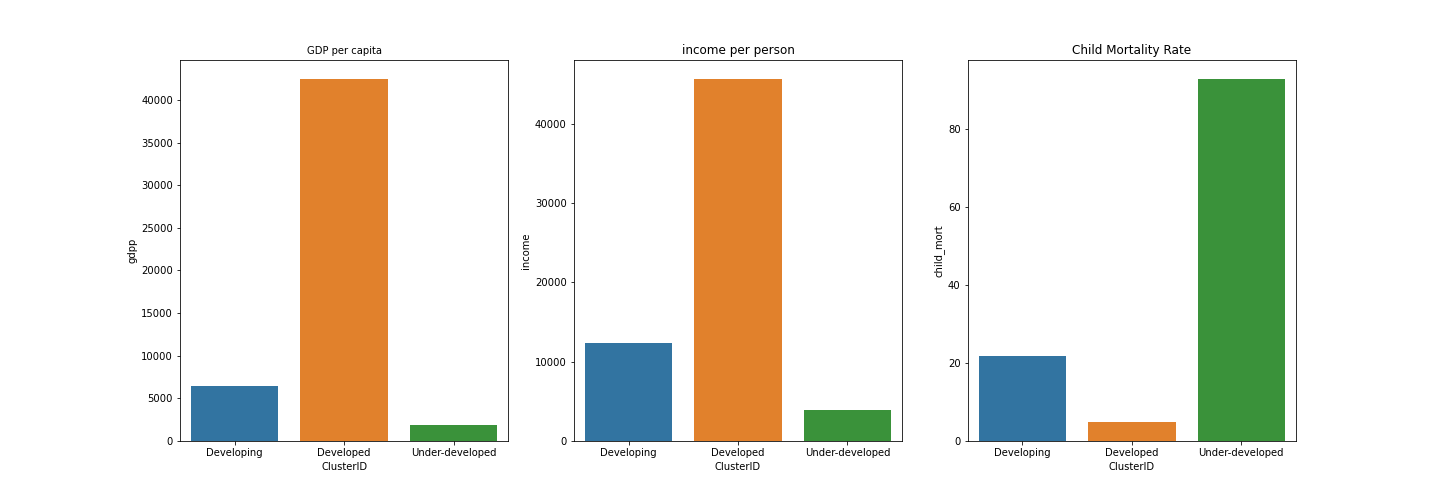 GDP per capita
40000
35000
30000
25000
20000
15000
10000
5000
0
gdpp
Developing Developed Under-developed
ClusterID
income per person
40000
30000
20000
10000
0
income
Developing Developed Under-developed
ClusterID
Child Mortality Rate
80
60
40
20
0
child_mort
Developing Developed Under-developed
ClusterID